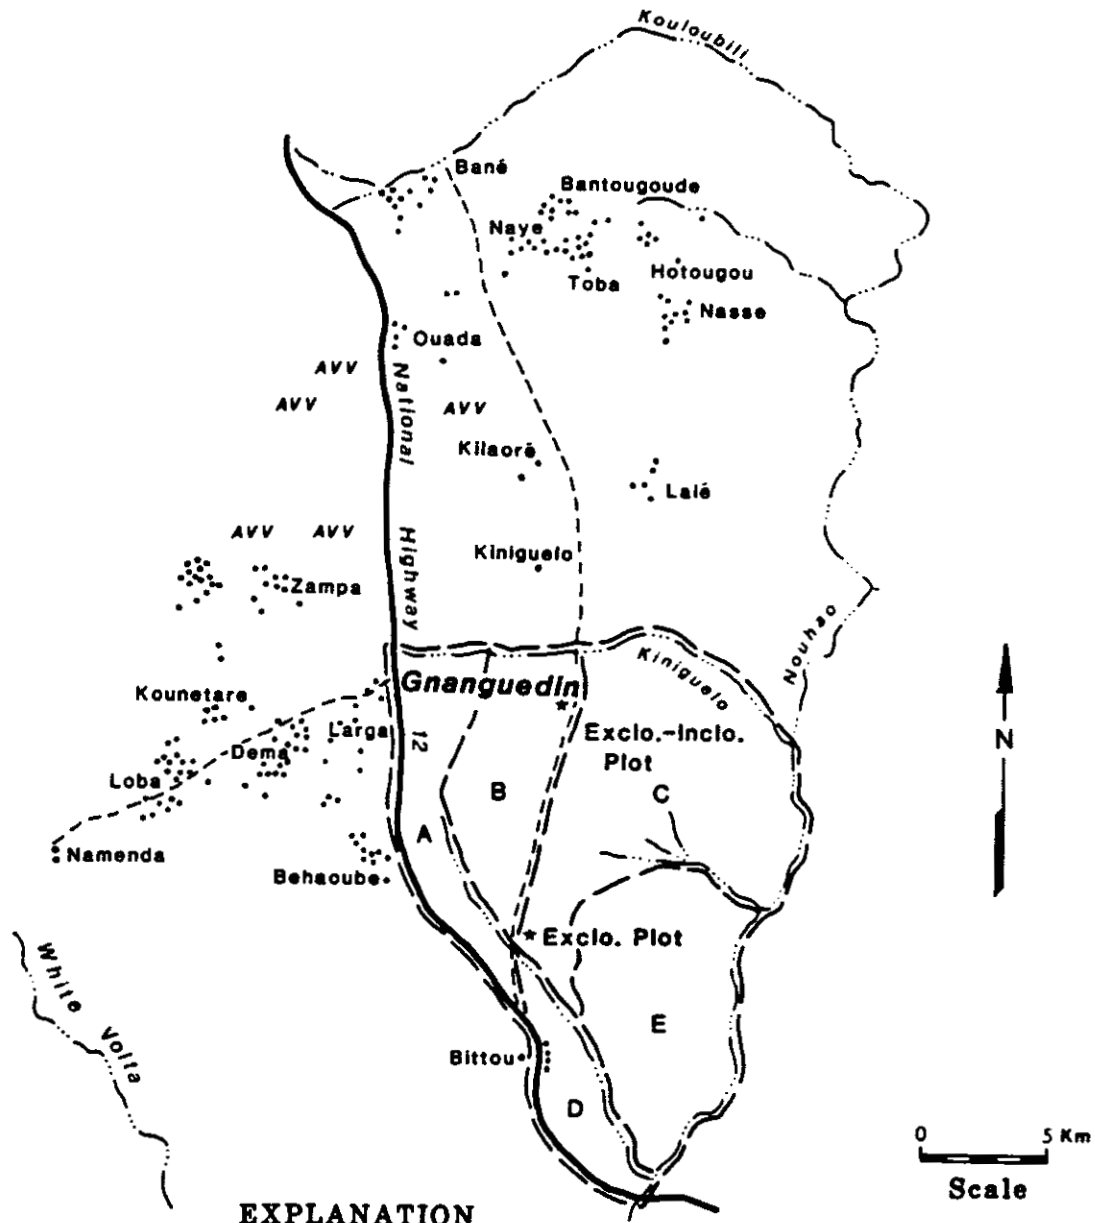 Kouloubili
Bané
Bantougoude
Naye
Toba
Hotougou
Nasse
Ouada
AVV
AVV
AVV
National Highway 12
Kilaoré
Lalé
AVV
AVV
Kiniguelo
Zampa
Nouhao
Kiniguelo
Gnanguedin
Kounetare
Larga
Exclo.-Inclo.
Plot
N
Dema
Loba
B
C
A
Namenda
Behaoube
Exclo. Plot
White Volta
E
Bittou
D
0 5 Km
Scale
EXPLANATION